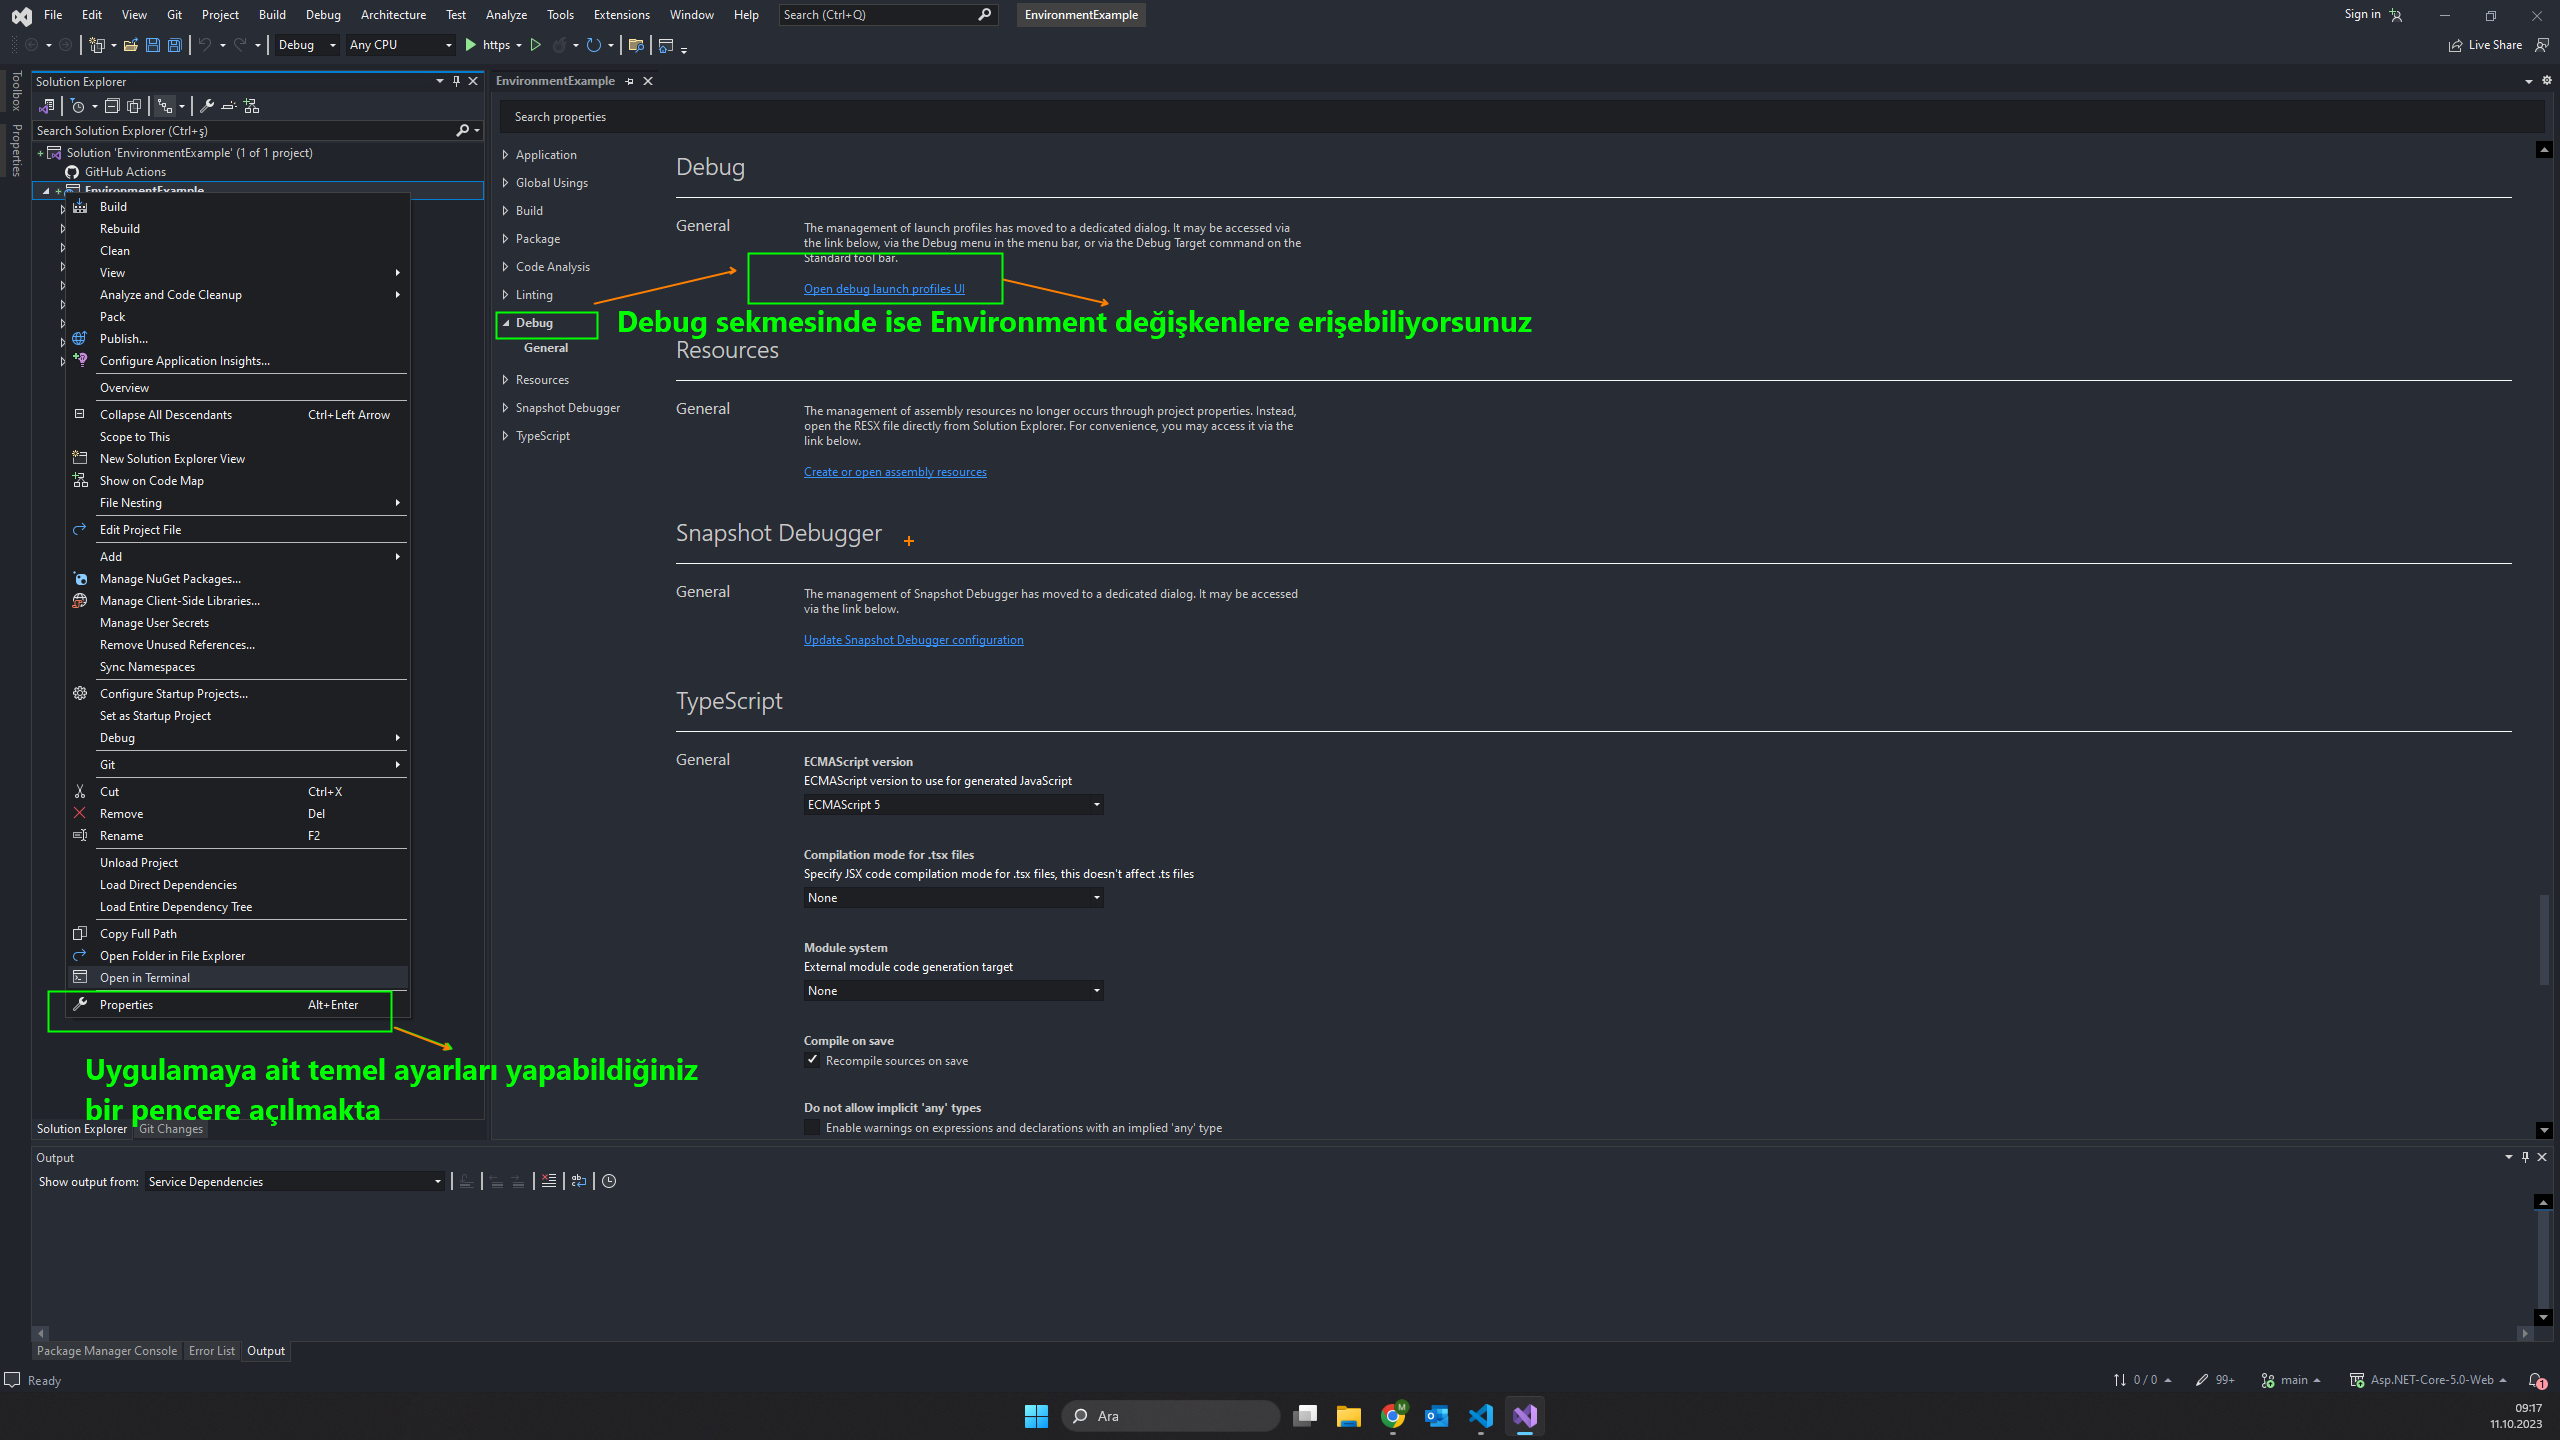 File Edit View Git Project Build Debug Architecture Test Analyze Tools Extensions Window Help Search (Ctrl+Q) EnvironmentExample Sign in
Debug Any CPU https Live Share
Toolbox
Properties
Solution Explorer
Search Solution Explorer (Ctrl+ş)
Solution 'EnvironmentExample' (1 of 1 project)
GitHub Actions
EnvironmentExample
Build
Rebuild
Clean
View
Analyze and Code Cleanup
Pack
Publish...
Configure Application Insights...
Overview
Collapse All Descendants Ctrl+Left Arrow
Scope to This
New Solution Explorer View
Show on Code Map
File Nesting
Edit Project File
Add
Manage NuGet Packages...
Manage Client-Side Libraries...
Manage User Secrets
Remove Unused References...
Sync Namespaces
Configure Startup Projects...
Set as Startup Project
Debug
Git
Cut Ctrl+X
Remove Del
Rename F2
Unload Project
Load Direct Dependencies
Load Entire Dependency Tree
Copy Full Path
Open Folder in File Explorer
Open in Terminal
Properties Alt+Enter
Uygulamaya ait temel ayarları yapabildiğiniz
bir pencere açılmakta
Solution Explorer Git Changes
EnvironmentExample
Search properties
Application
Global Usings
Build
Package
Code Analysis
Linting
Debug
General
Resources
Snapshot Debugger
TypeScript
Debug
General
The management of launch profiles has moved to a dedicated dialog. It may be accessed via
the link below, via the Debug menu in the menu bar, or via the Debug Target command on the
Standard tool bar.
Open debug launch profiles UI
Debug sekmesinde ise Environment değişkenlere erişebiliyorsunuz
Resources
General
The management of assembly resources no longer occurs through project properties. Instead,
open the RESX file directly from Solution Explorer. For convenience, you may access it via the
link below.
Create or open assembly resources
Snapshot Debugger
General
The management of Snapshot Debugger has moved to a dedicated dialog. It may be accessed
via the link below.
Update Snapshot Debugger configuration
TypeScript
General
ECMAScript version
ECMAScript version to use for generated JavaScript
ECMAScript 5
Compilation mode for .tsx files
Specify JSX code compilation mode for .tsx files, this doesn't affect .ts files
None
Module system
External module code generation target
None
Compile on save
Recompile sources on save
Do not allow implicit 'any' types
Enable warnings on expressions and declarations with an implied 'any' type
Output
Show output from: Service Dependencies
Package Manager Console Error List Output
Ready 0 / 0 99+ main Asp.NET-Core-5.0-Web 1
Ara M
09:17
11.10.2023